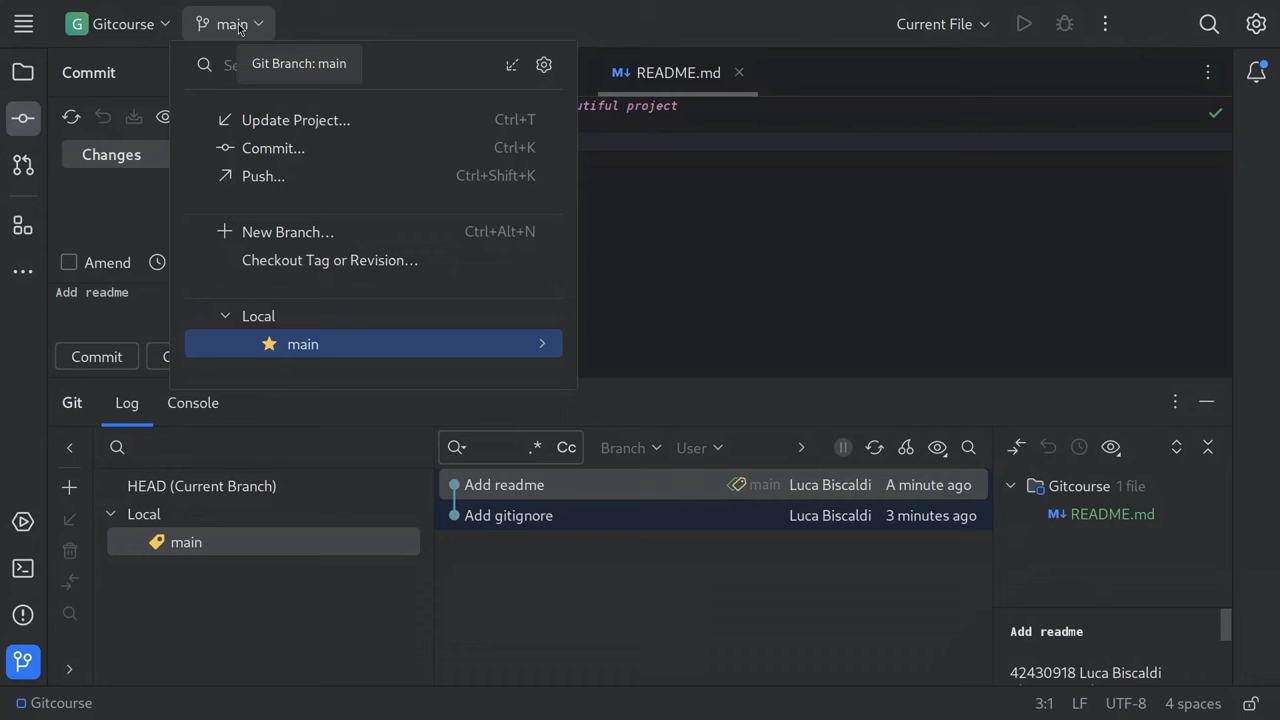 G Gitcourse
main
Current File
Commit
Se
Git Branch: main
README.md
utiful project
Update Project... Ctrl+T
Commit... Ctrl+K
Push... Ctrl+Shift+K
Changes
New Branch... Ctrl+Alt+N
Checkout Tag or Revision...
Amend
Add readme
Local
main
Commit
C
Git
Log
Console
.*
Cc
Branch
User
HEAD (Current Branch)
Local
main
Add readme main Luca Biscaldi A minute ago
Add gitignore Luca Biscaldi 3 minutes ago
Gitcourse 1 file
M↓ README.md
Add readme
42430918 Luca Biscaldi
Gitcourse
3:1 LF UTF-8 4 spaces